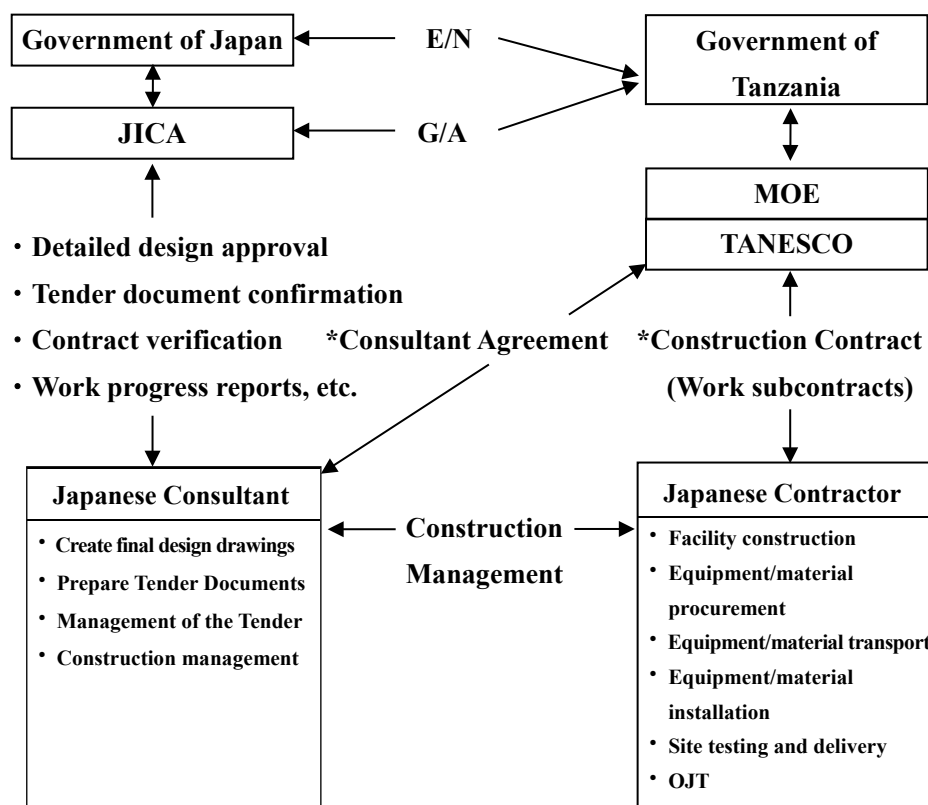 Government of Japan
E/N
Government of
Tanzania
JICA
G/A
MOE
TANESCO
・Detailed design approval
・Tender document confirmation
・Contract verification
・Work progress reports, etc.
*Consultant Agreement
*Construction Contract
(Work subcontracts)
Japanese Consultant
・Create final design drawings
・Prepare Tender Documents
・Management of the Tender
・Construction management
Construction
Management
Japanese Contractor
・Facility construction
・Equipment/material
procurement
・Equipment/material transport
・Equipment/material
installation
・Site testing and delivery
・OJT